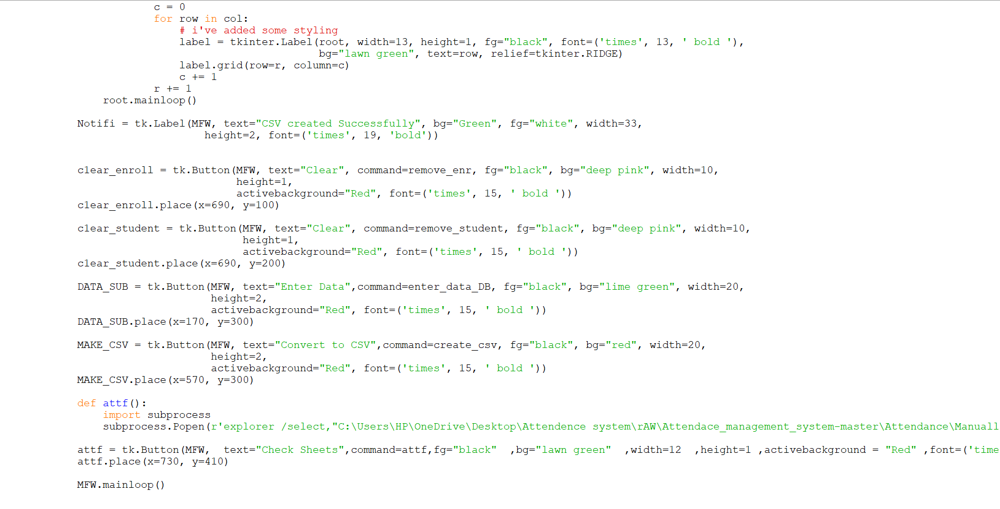 c = 0
for row in col:
# i've added some styling
label = tkinter.Label(root, width=13, height=1, fg="black", font=('times', 13, ' bold '),
bg="lawn green", text=row, relief=tkinter.RIDGE)
label.grid(row=r, column=c)
c += 1
r += 1
root.mainloop()
Notifi = tk.Label(MFW, text="CSV created Successfully", bg="Green", fg="white", width=33,
height=2, font=('times', 19, 'bold'))
clear_enroll = tk.Button(MFW, text="Clear", command=remove_enr, fg="black", bg="deep pink", width=10,
height=1,
activebackground="Red", font=('times', 15, ' bold '))
clear_enroll.place(x=690, y=100)
clear_student = tk.Button(MFW, text="Clear", command=remove_student, fg="black", bg="deep pink", width=10,
height=1,
activebackground="Red", font=('times', 15, ' bold '))
clear_student.place(x=690, y=200)
DATA_SUB = tk.Button(MFW, text="Enter Data",command=enter_data_DB, fg="black", bg="lime green", width=20,
height=2,
activebackground="Red", font=('times', 15, ' bold '))
DATA_SUB.place(x=170, y=300)
MAKE_CSV = tk.Button(MFW, text="Convert to CSV",command=create_csv, fg="black", bg="red", width=20,
height=2,
activebackground="Red", font=('times', 15, ' bold '))
MAKE_CSV.place(x=570, y=300)
def attf():
import subprocess
subprocess.Popen(r'explorer /select,"C:\Users\HP\OneDrive\Desktop\Attendence system\rAW\Attendace_management_system-master\Attendance\Manuall
attf = tk.Button(MFW,  text="Check Sheets",command=attf,fg="black"  ,bg="lawn green"  ,width=12  ,height=1 ,activebackground = "Red" ,font=('time
attf.place(x=730, y=410)
MFW.mainloop()